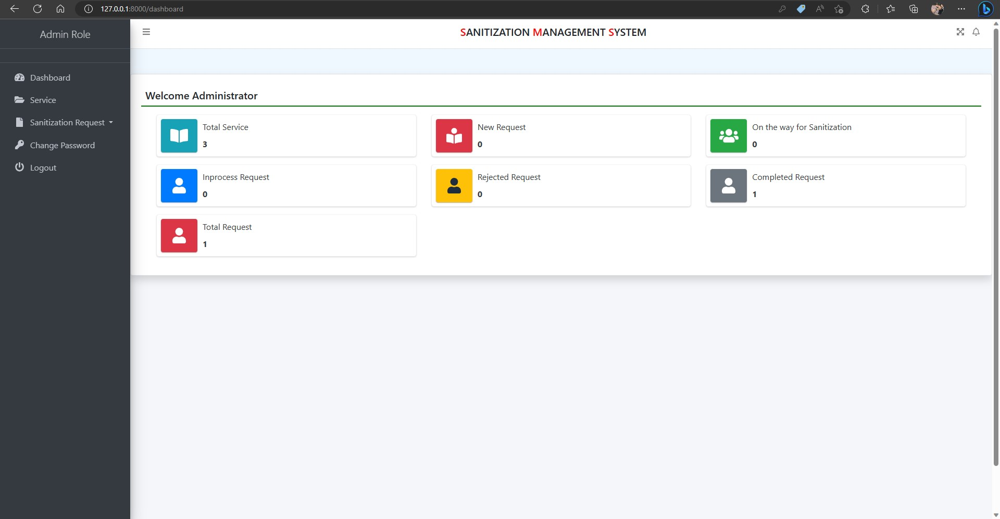 127.0.0.1:8000/dashboard
Admin Role
SANITIZATION MANAGEMENT SYSTEM
Dashboard
Service
Sanitization Request
Change Password
Logout
Welcome Administrator
Total Service
3
New Request
0
On the way for Sanitization
0
Inprocess Request
0
Rejected Request
0
Completed Request
1
Total Request
1